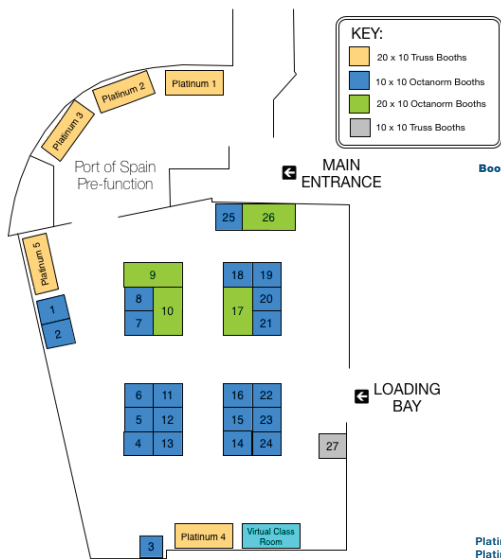 KEY:
20 x 10 Truss Booths
10 x 10 Octanorm Booths
20 x 10 Octanorm Booths
10 x 10 Truss Booths
Platinum 1
Platinum 2
Platinum 3
Port of Spain
Pre-function
MAIN
ENTRANCE
Boo
25 26
Platinum 5
1
2
9
8
7
10
18 19
17
20
21
6 11
5 12
4 13
16 22
15 23
14 24
LOADING
BAY
27
3
Platinum 4
Virtual Class
Room
Platin
Platin